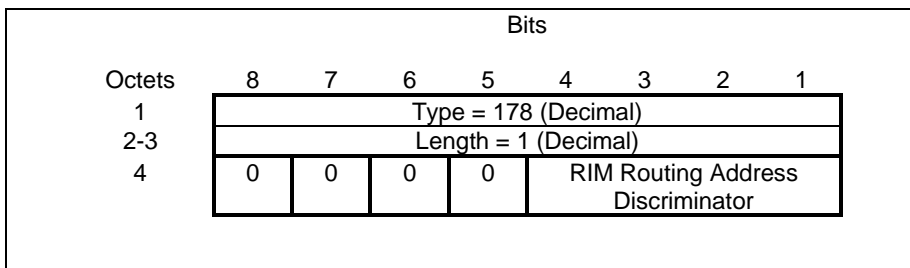 Bits
Octets 8 7 6 5 4 3 2 1
1 Type = 178 (Decimal)
2-3 Length = 1 (Decimal)
4 0 0 0 0 RIM Routing Address
Discriminator